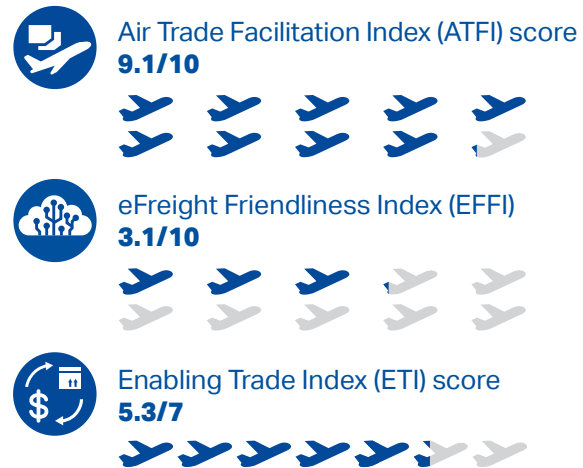 Air Trade Facilitation Index (ATFI) score
9.1/10
eFreight Friendliness Index (EFFI)
3.1/10
Enabling Trade Index (ETI) score
$
5.3/7